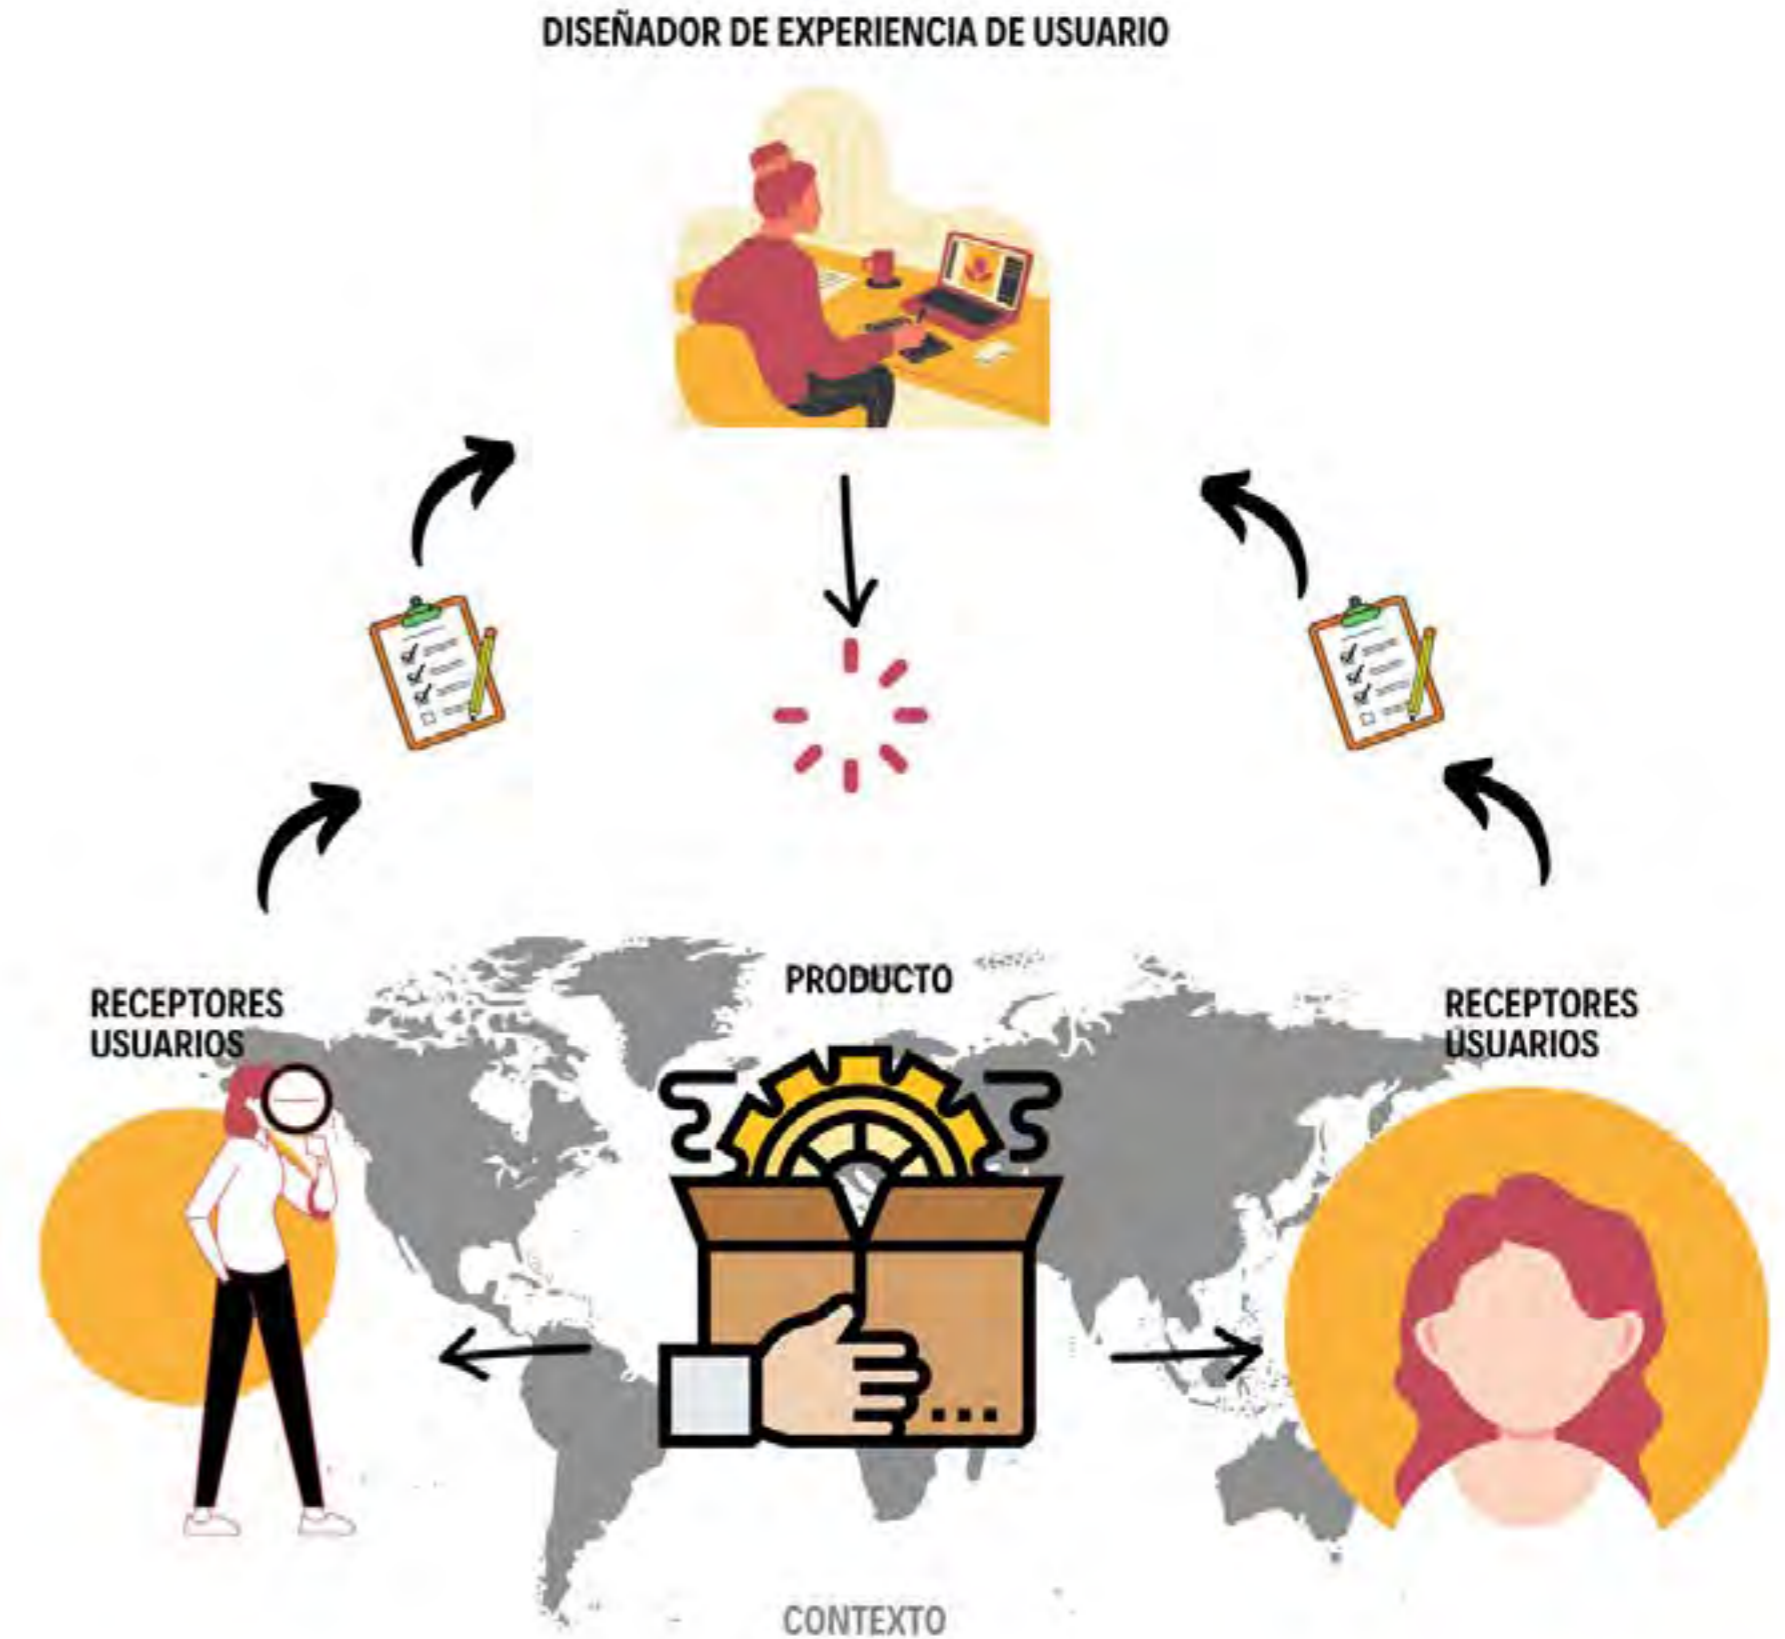 DISEÑADOR DE EXPERIENCIA DE USUARIO
PRODUCTO
RECEPTORES
USUARIOS
RECEPTORES
USUARIOS
CONTEXTO